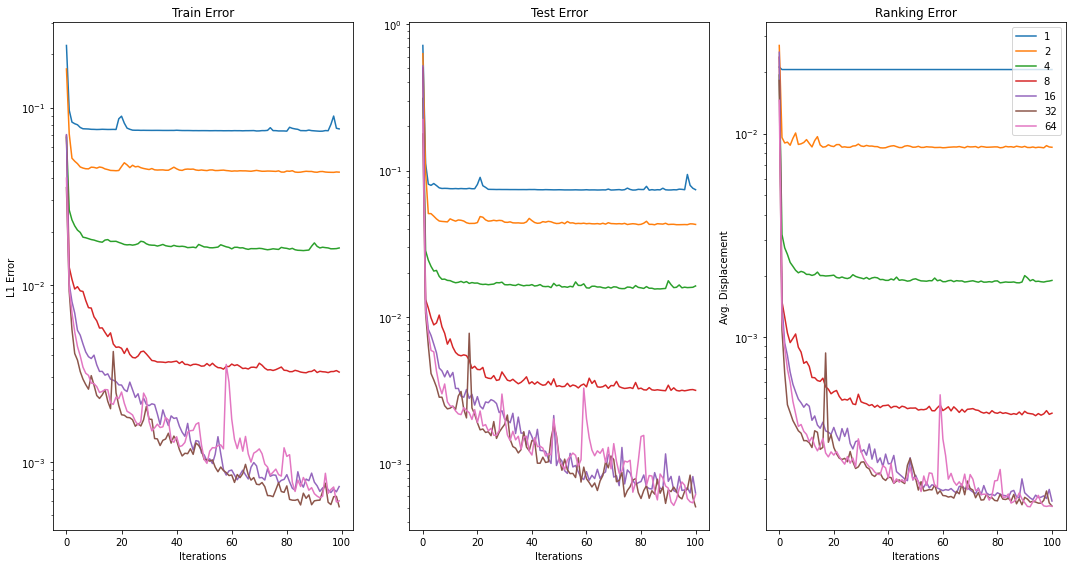 Train Error
L1 Error
10⁻¹
10⁻²
10⁻³
0 20 40 60 80 100
Iterations
Test Error
10⁰
10⁻¹
10⁻²
10⁻³
0 20 40 60 80 100
Iterations
Ranking Error
Avg. Displacement
10⁻²
10⁻³
0 20 40 60 80 100
Iterations
1
2
4
8
16
32
64